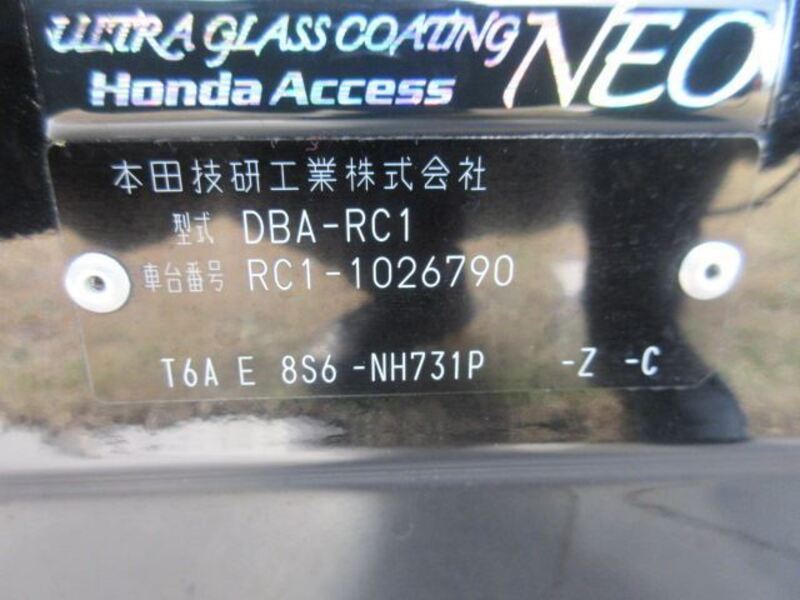 ULTRA GLASS COATING NEO
Honda Access
本田技研工業株式会社
型式 DBA-RC1
車台番号 RC1-1026790
T6A E 8S6 -NH731P -Z -C